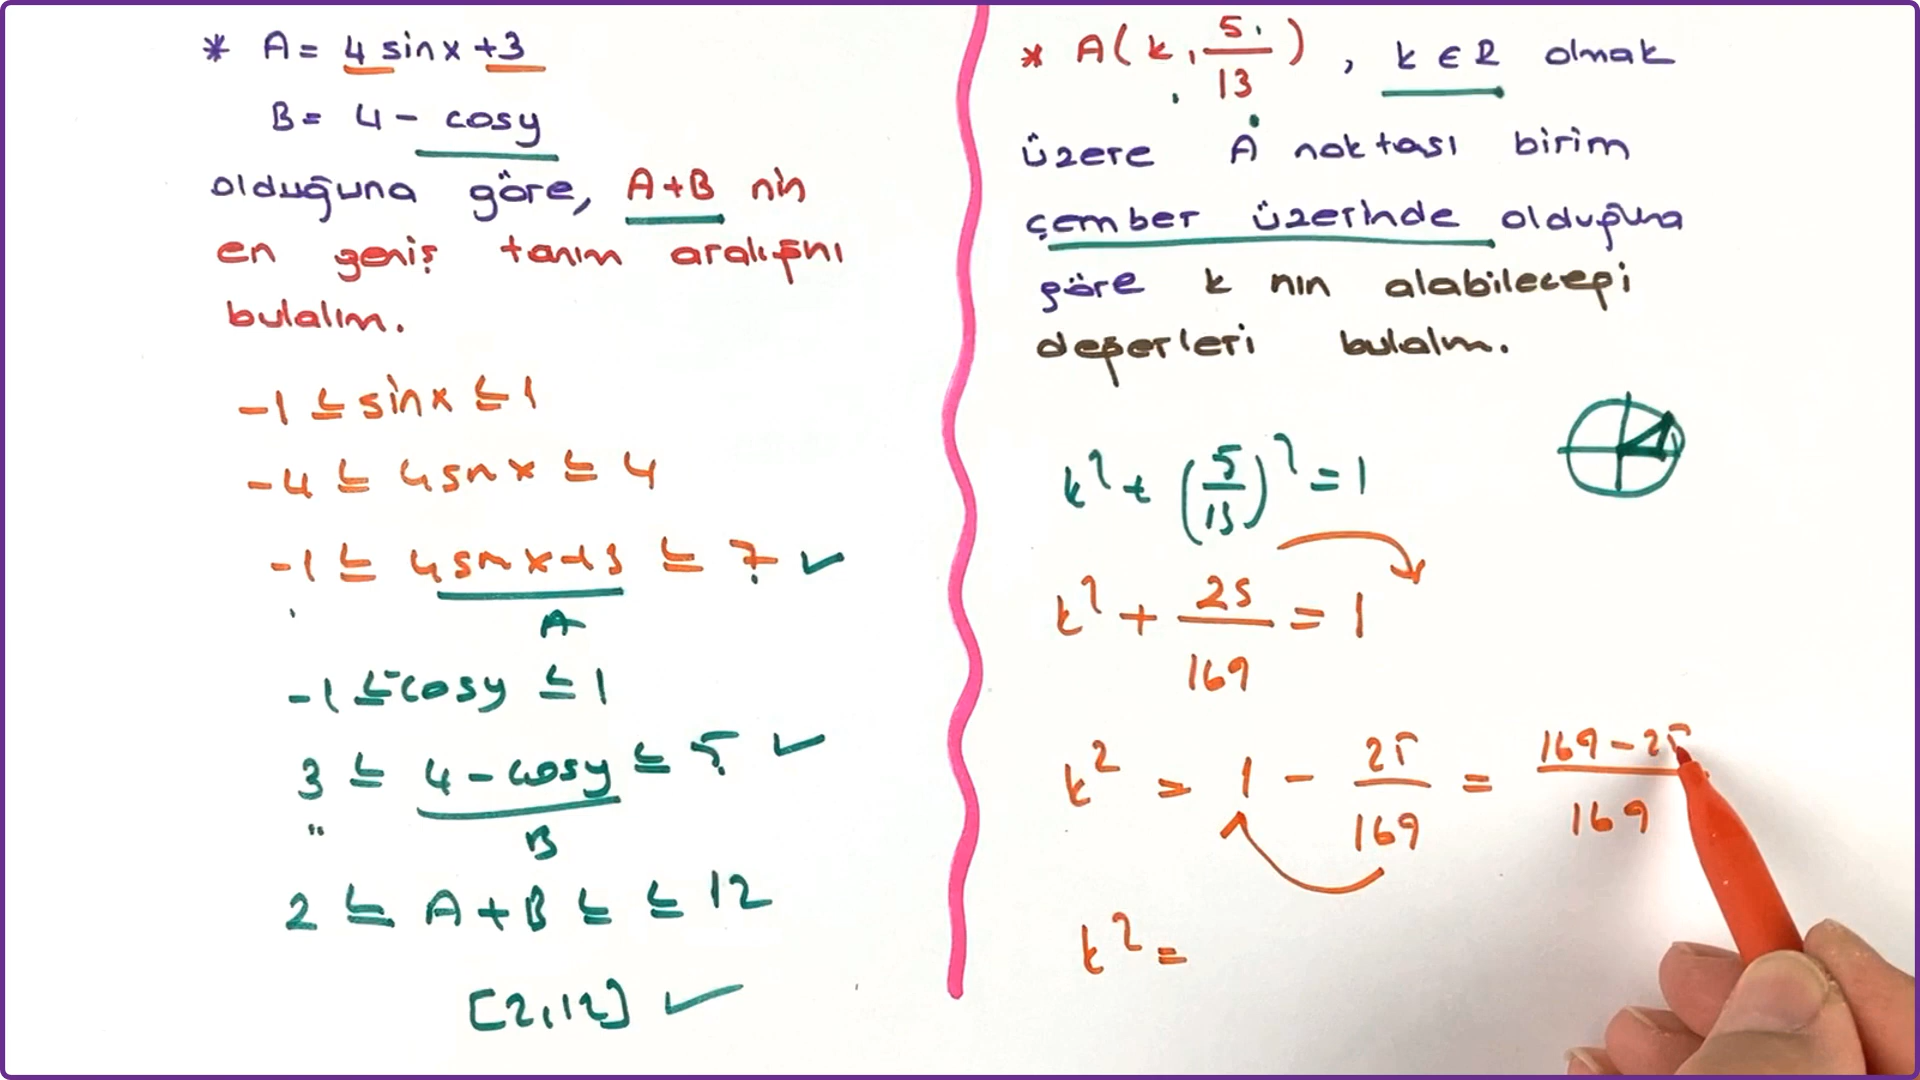 * A = 4 sinx +3
B = 4 - cosy
olduğuna göre, A+B nin
en geniş tanım aralığını
bulalım.
-1 ≤ sinx ≤ 1
-4 ≤ 4sinx ≤ 4
-1 ≤ 4sinx+3 ≤ 7 ✓
A
-1 ≤ -cosy ≤ 1
3 ≤ 4 - cosy ≤ 5 ✓
B
2 ≤ A+B ≤ ≤ 12
[2,12] ✓
* A(k, 5/13), k ∈ R olmak
üzere A noktası birim
çember üzerinde olduğuna
göre k nın alabileceği
değerleri bulalım.
k² + (5/13)² = 1
k² + 25/169 = 1
k² = 1 - 25/169 = 169-25/169
k² =